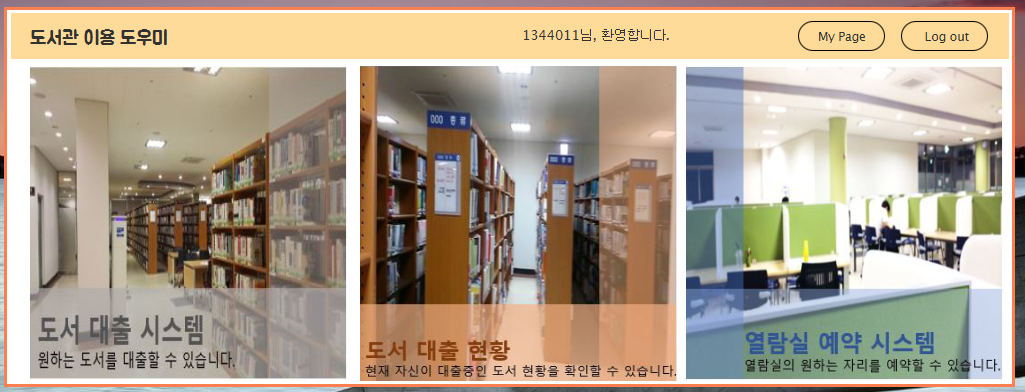 도서관 이용 도우미
1344011님, 환영합니다.
My Page
Log out
000 총류
도서 대출 시스템
원하는 도서를 대출할 수 있습니다.
도서 대출 현황
현재 자신이 대출중인 도서 현황을 확인할 수 있습니다.
열람실 예약 시스템
열람실의 원하는 자리를 예약할 수 있습니다.